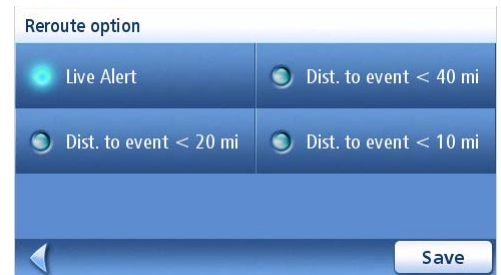 Reroute option
Live Alert
Dist. to event < 40 mi
Dist. to event < 20 mi
Dist. to event < 10 mi
Save